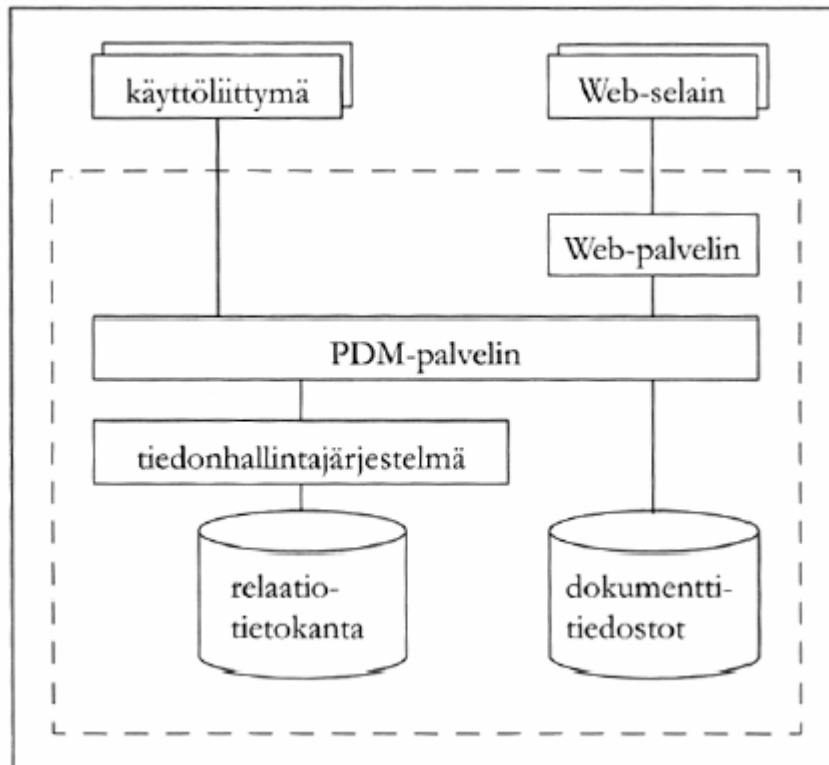 käyttöliittymä
Web-selain
Web-palvelin
PDM-palvelin
tiedonhallintajärjestelmä
relaatio-
tietokanta
dokumentti-
tiedostot